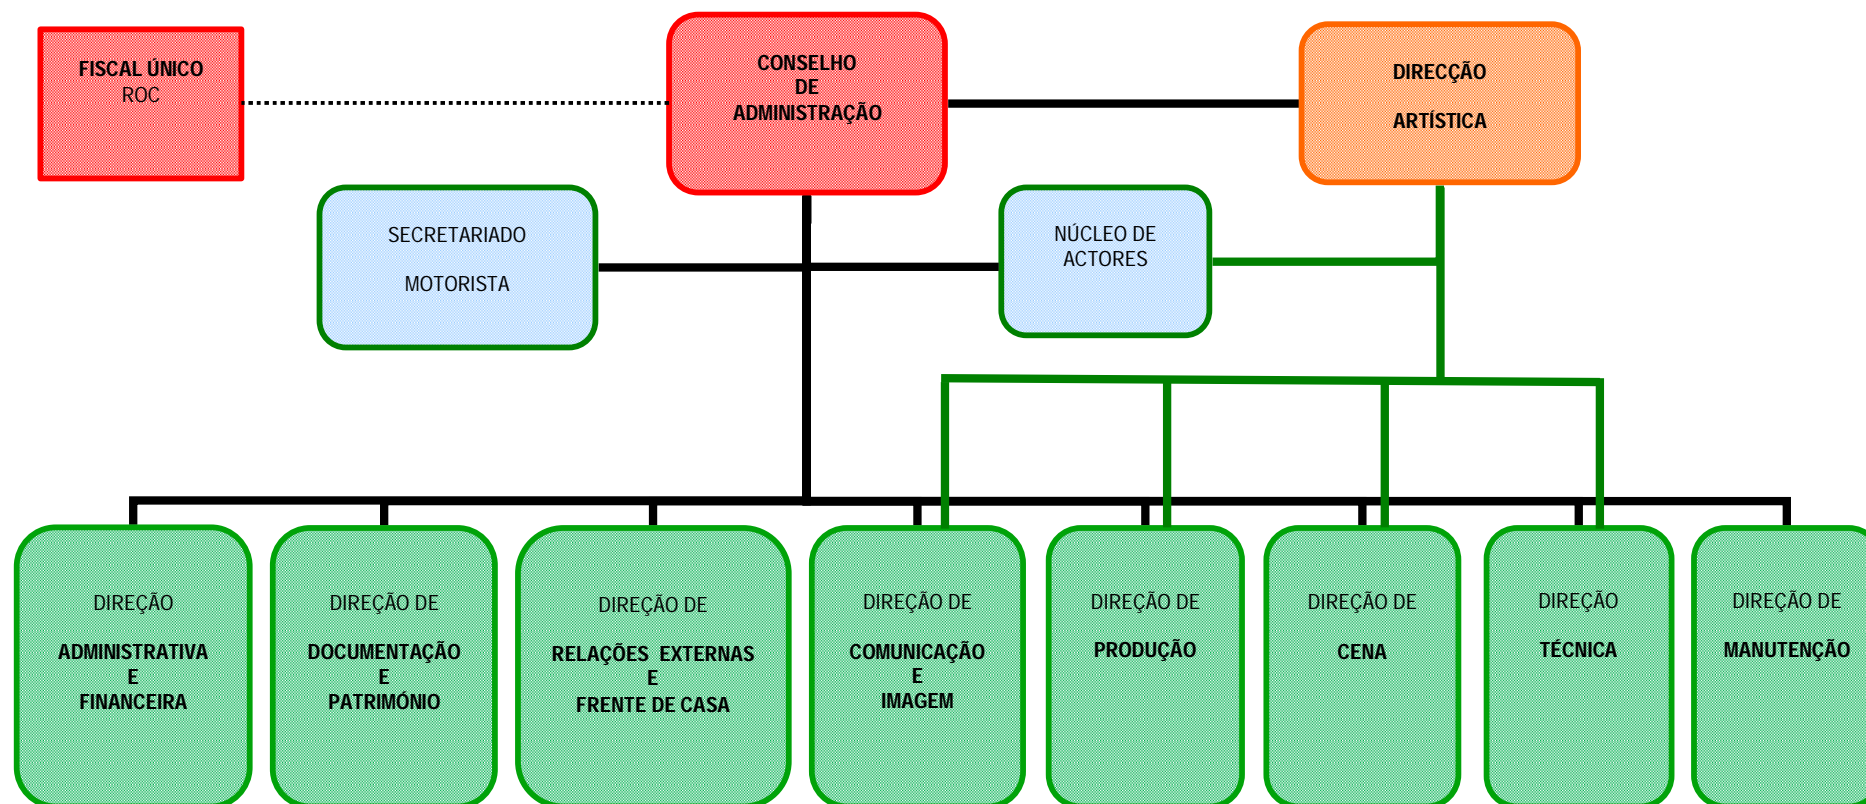 FISCAL ÚNICO
ROC
CONSELHO
DE
ADMINISTRAÇÃO
DIRECÇÃO
ARTÍSTICA
SECRETARIADO
MOTORISTA
NÚCLEO DE
ACTORES
DIREÇÃO
ADMINISTRATIVA
E
FINANCEIRA
DIREÇÃO DE
DOCUMENTAÇÃO
E
PATRIMÓNIO
DIREÇÃO DE
RELAÇÕES EXTERNAS
E
FRENTE DE CASA
DIREÇÃO DE
COMUNICAÇÃO
E
IMAGEM
DIREÇÃO DE
PRODUÇÃO
DIREÇÃO DE
CENA
DIREÇÃO
TÉCNICA
DIREÇÃO DE
MANUTENÇÃO